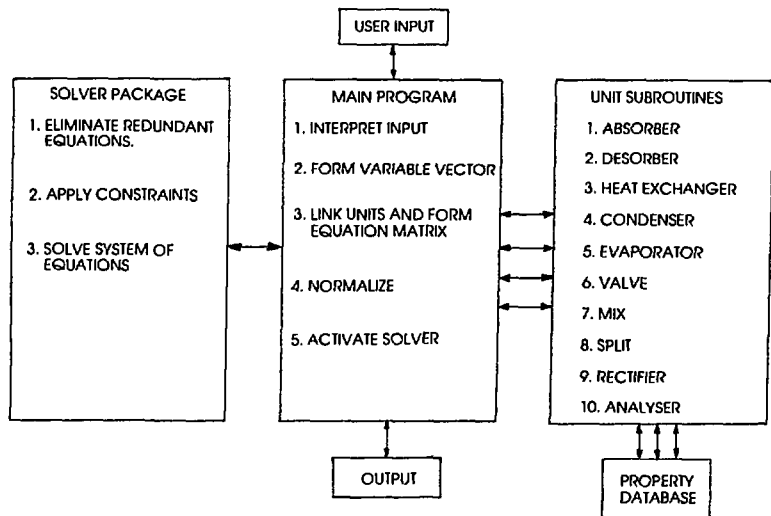 USER INPUT
SOLVER PACKAGE
1. ELIMINATE REDUNDANT
EQUATIONS.
2. APPLY CONSTRAINTS
3. SOLVE SYSTEM OF
EQUATIONS
MAIN PROGRAM
1. INTERPRET INPUT
2. FORM VARIABLE VECTOR
3. LINK UNITS AND FORM
EQUATION MATRIX
4. NORMALIZE
5. ACTIVATE SOLVER
UNIT SUBROUTINES
1. ABSORBER
2. DESORBER
3. HEAT EXCHANGER
4. CONDENSER
5. EVAPORATOR
6. VALVE
7. MIX
8. SPLIT
9. RECTIFIER
10. ANALYSER
OUTPUT
PROPERTY
DATABASE